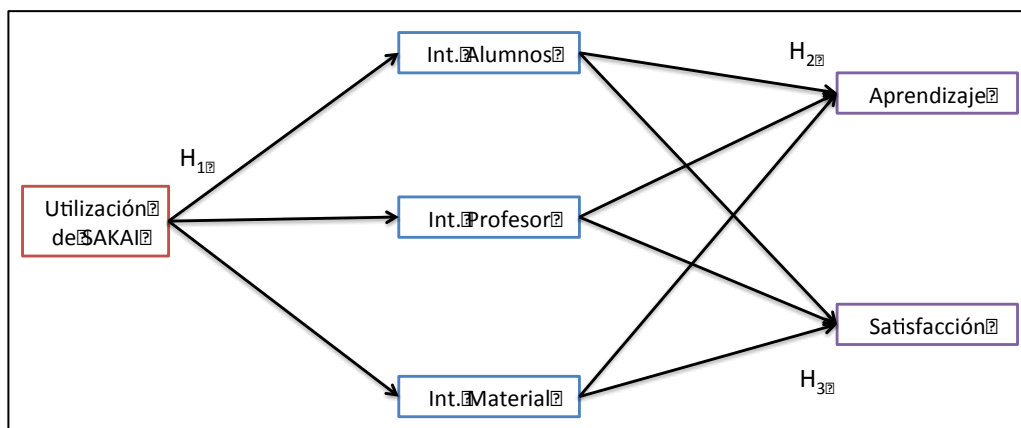 Int. Alumnos
H2
Aprendizaje
H1
Utilización
de SAKAI
Int. Profesor
Satisfacción
Int. Material
H3